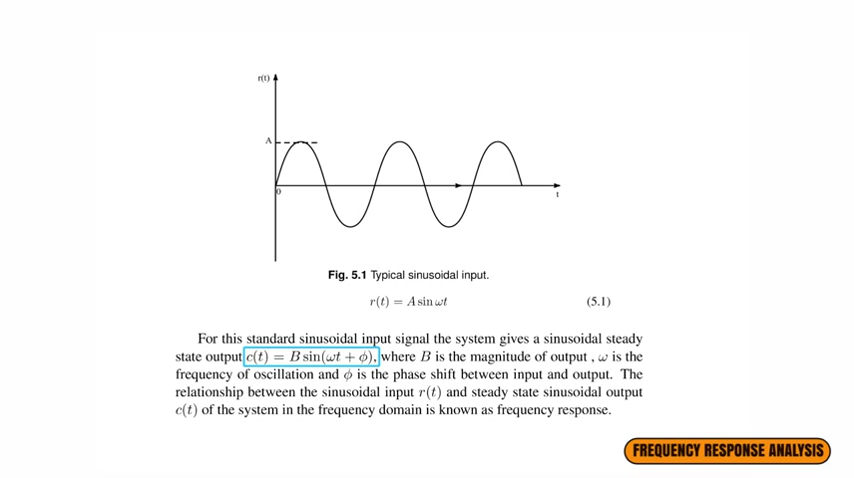 r(t)
A
0
t
Fig. 5.1 Typical sinusoidal input.
r(t) = A sin ωt (5.1)
For this standard sinusoidal input signal the system gives a sinusoidal steady
state output c(t) = B sin(ωt + ϕ), where B is the magnitude of output , ω is the
frequency of oscillation and ϕ is the phase shift between input and output. The
relationship between the sinusoidal input r(t) and steady state sinusoidal output
c(t) of the system in the frequency domain is known as frequency response.
FREQUENCY RESPONSE ANALYSIS